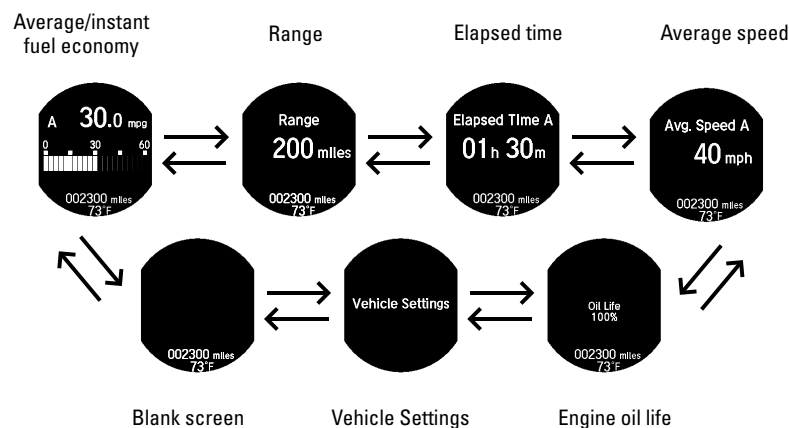 Average/instant
fuel economy
Range
Elapsed time
Average speed
A 30.0 mpg
0 30 60
002300 miles
73°F
Range
200 miles
002300 miles
73°F
Elapsed Time A
01h 30m
002300 miles
73°F
Avg. Speed A
40 mph
002300 miles
73°F
002300 miles
73°F
Vehicle Settings
Oil Life
100%
002300 miles
73°F
Blank screen
Vehicle Settings
Engine oil life